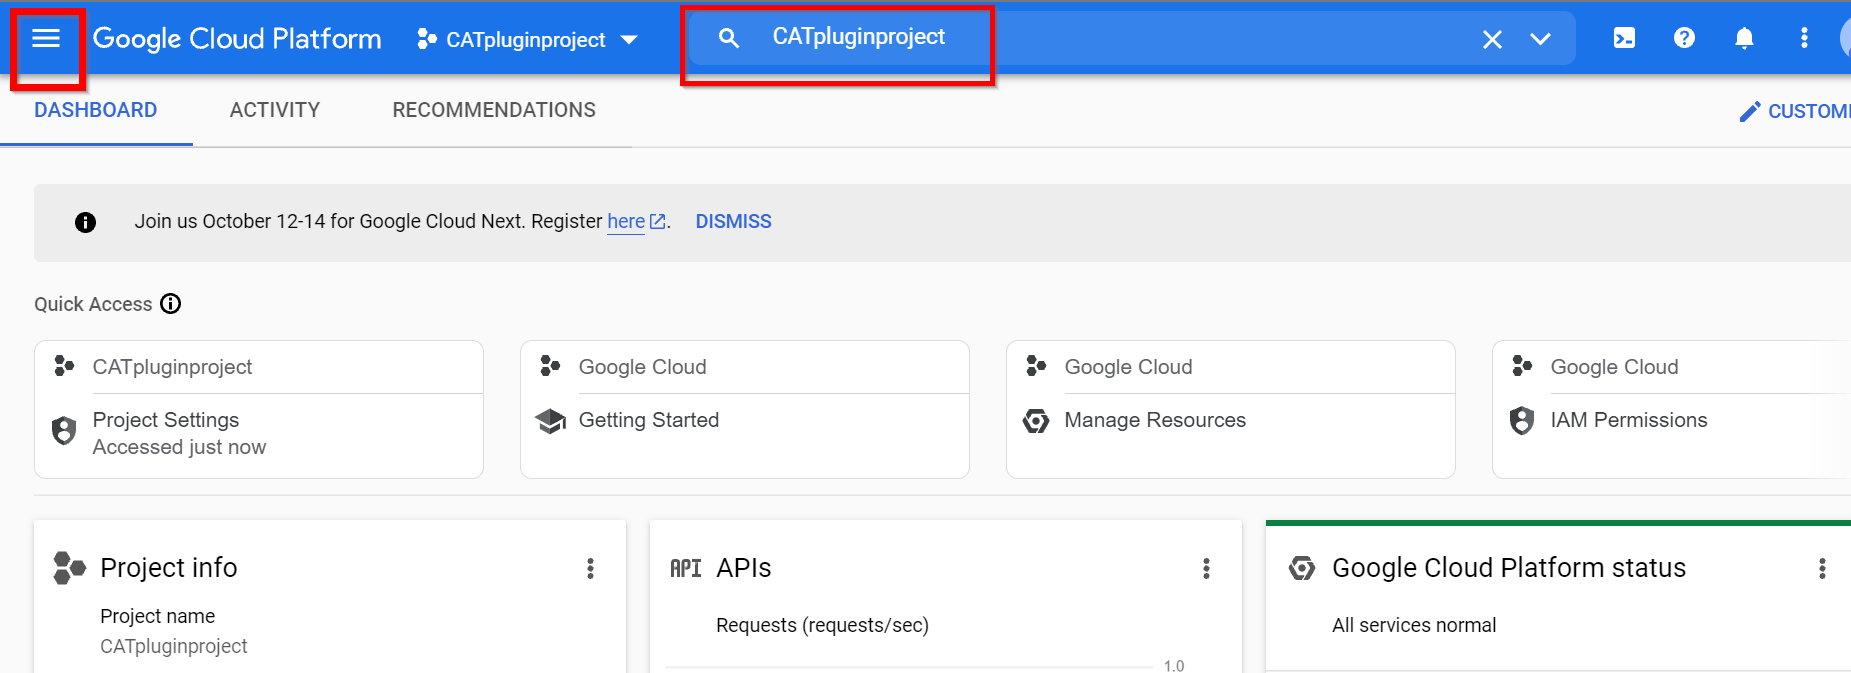 Google Cloud Platform CATpluginproject CATpluginproject
DASHBOARD ACTIVITY RECOMMENDATIONS
Join us October 12-14 for Google Cloud Next. Register here. DISMISS
Quick Access
CATpluginproject
Project Settings
Accessed just now
Google Cloud
Getting Started
Google Cloud
Manage Resources
Google Cloud
IAM Permissions
Project info
Project name
CATpluginproject
API APIs
Requests (requests/sec)
1.0
Google Cloud Platform status
All services normal